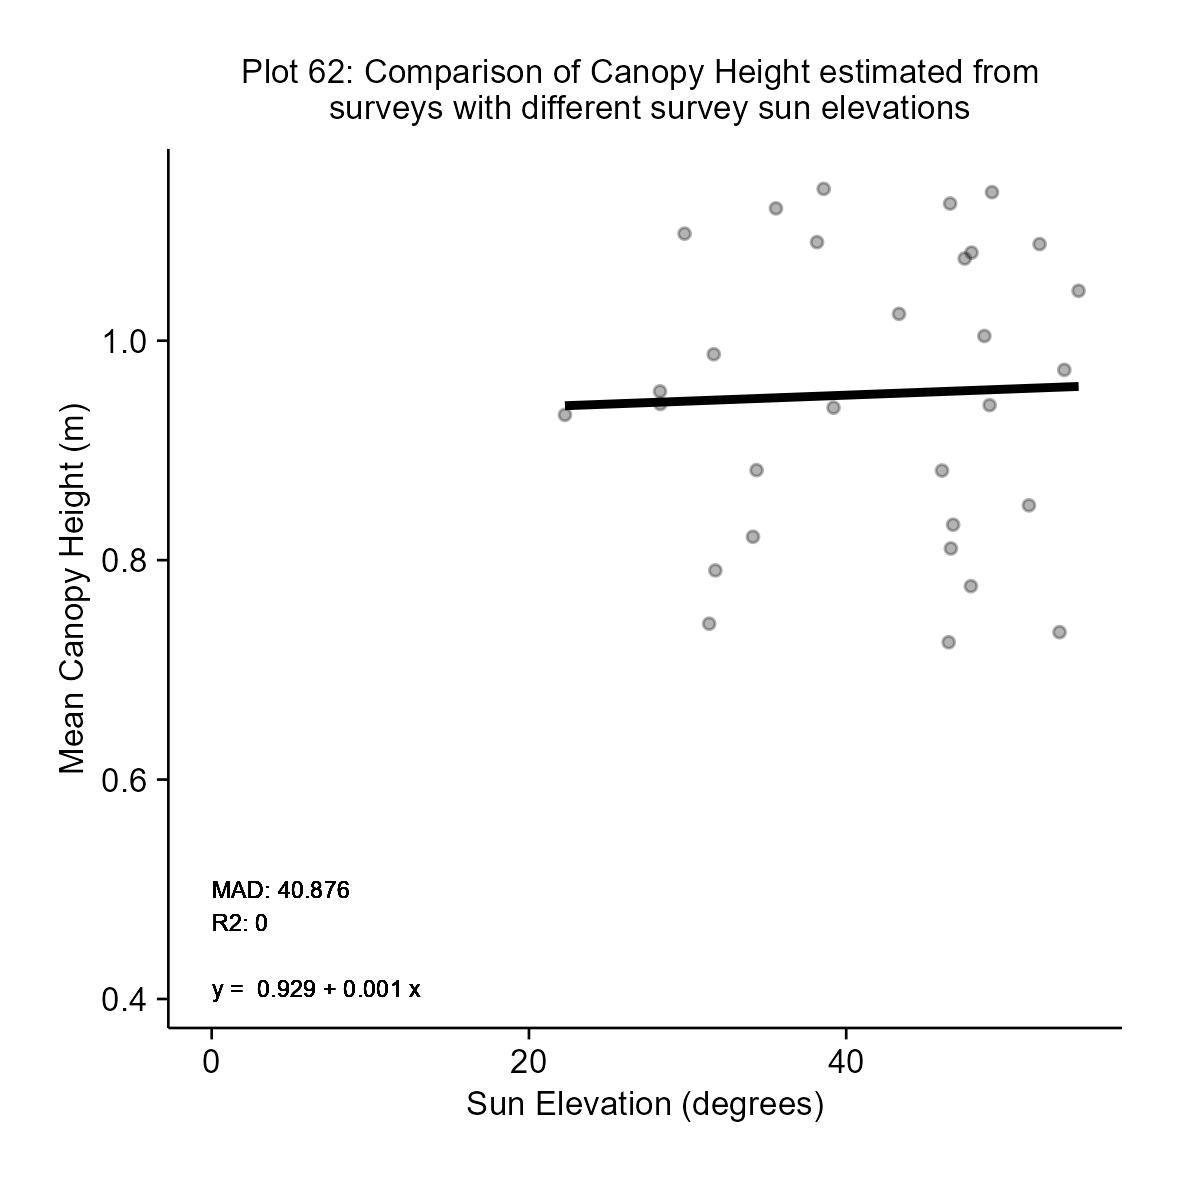 Plot 62: Comparison of Canopy Height estimated from
surveys with different survey sun elevations
Mean Canopy Height (m)
1.0
0.8
0.6
0.4
MAD: 40.876
R2: 0
y =  0.929 + 0.001 x
0
20
40
Sun Elevation (degrees)